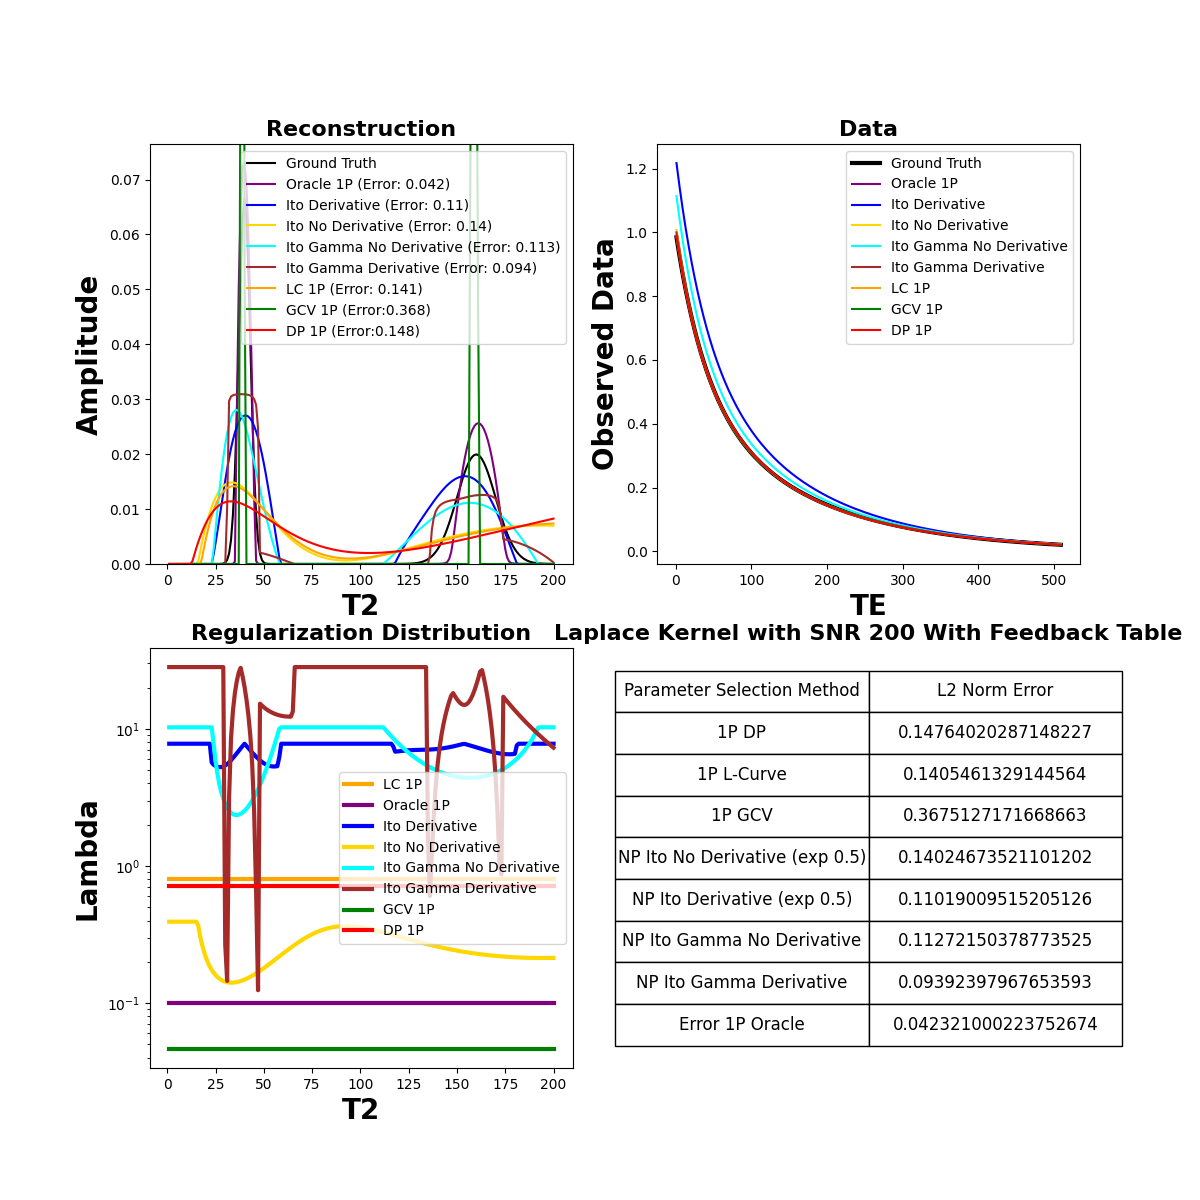 Reconstruction
Amplitude
0.07
0.06
0.05
0.04
0.03
0.02
0.01
0.00
0 25 50 75 100 125 150 175 200
T2
Ground Truth
Oracle 1P (Error: 0.042)
Ito Derivative (Error: 0.11)
Ito No Derivative (Error: 0.14)
Ito Gamma No Derivative (Error: 0.113)
Ito Gamma Derivative (Error: 0.094)
LC 1P (Error: 0.141)
GCV 1P (Error:0.368)
DP 1P (Error:0.148)
Data
Observed Data
1.2
1.0
0.8
0.6
0.4
0.2
0.0
0 100 200 300 400 500
TE
Ground Truth
Oracle 1P
Ito Derivative
Ito No Derivative
Ito Gamma No Derivative
Ito Gamma Derivative
LC 1P
GCV 1P
DP 1P
Regularization Distribution
Lambda
10¹
10⁰
10⁻¹
0 25 50 75 100 125 150 175 200
T2
LC 1P
Oracle 1P
Ito Derivative
Ito No Derivative
Ito Gamma No Derivative
Ito Gamma Derivative
GCV 1P
DP 1P
Laplace Kernel with SNR 200 With Feedback Table
Parameter Selection Method L2 Norm Error
1P DP 0.14764020287148227
1P L-Curve 0.1405461329144564
1P GCV 0.3675127171668663
NP Ito No Derivative (exp 0.5) 0.14024673521101202
NP Ito Derivative (exp 0.5) 0.11019009515205126
NP Ito Gamma No Derivative 0.11272150378773525
NP Ito Gamma Derivative 0.09392397967653593
Error 1P Oracle 0.042321000223752674